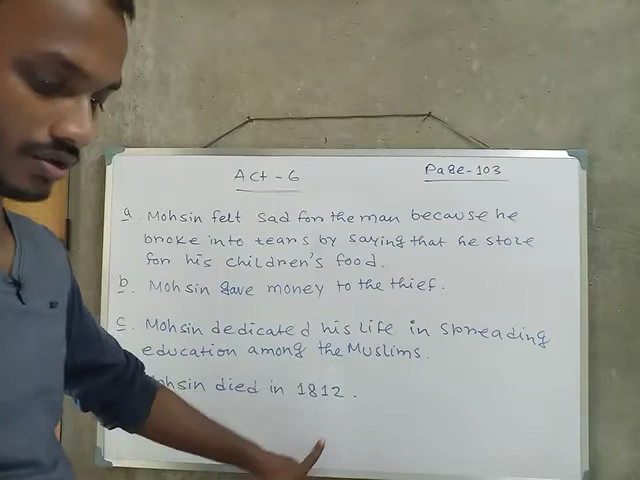 Act - 6
Page-103
a. Mohsin felt sad for the man because he
broke into tears by saying that he stole
for his children's food.
b. Mohsin gave money to the thief.
c. Mohsin dedicated his life in spreading
education among the Muslims.
Mohsin died in 1812.